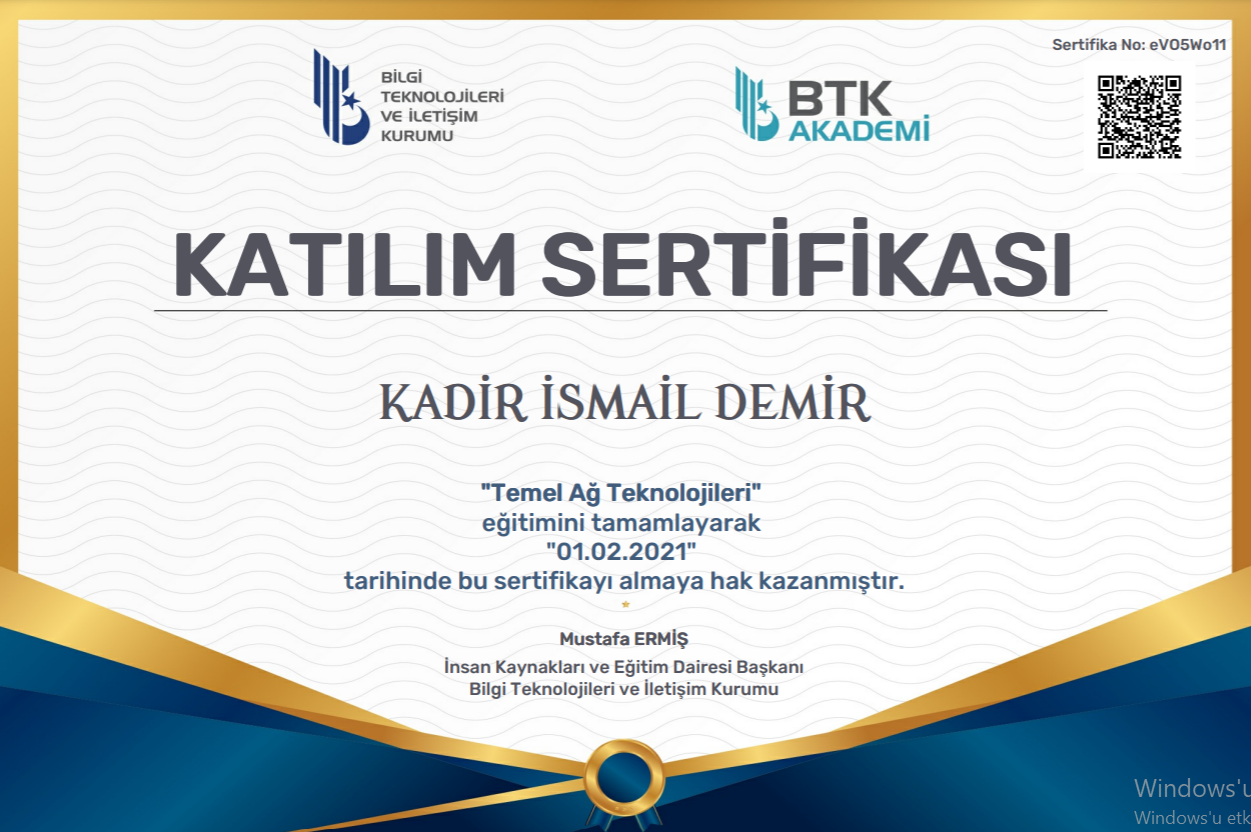 Sertifika No: eVO5Wo11
BİLGİ
TEKNOLOJİLERİ
VE İLETİŞİM
KURUMU
BTK
AKADEMİ
KATILIM SERTİFİKASI
KADİR İSMAİL DEMİR
"Temel Ağ Teknolojileri"
eğitimini tamamlayarak
"01.02.2021"
tarihinde bu sertifikayı almaya hak kazanmıştır.
Mustafa ERMİŞ
İnsan Kaynakları ve Eğitim Dairesi Başkanı
Bilgi Teknolojileri ve İletişim Kurumu
Windows'u
Windows'u etk